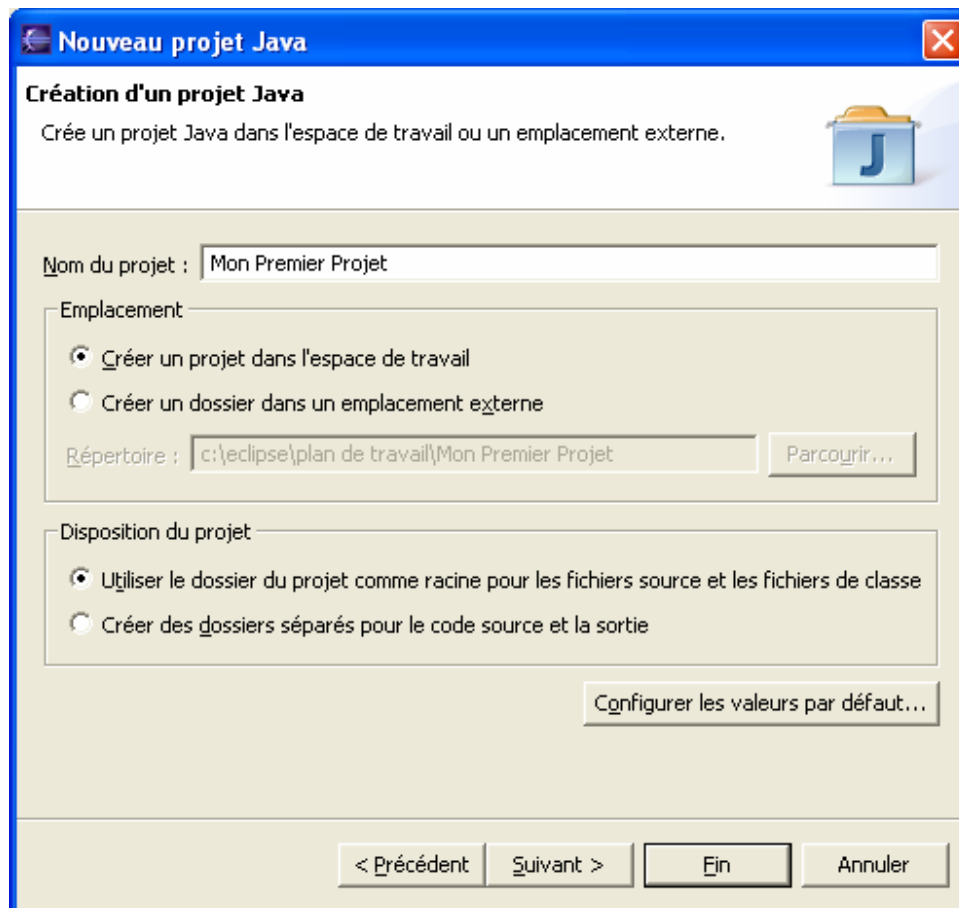 Nouveau projet Java
Création d'un projet Java
Crée un projet Java dans l'espace de travail ou un emplacement externe.
J
Nom du projet : Mon Premier Projet
Emplacement
Créer un projet dans l'espace de travail
Créer un dossier dans un emplacement externe
Répertoire : c:\eclipse\plan de travail\Mon Premier Projet Parcourir...
Disposition du projet
Utiliser le dossier du projet comme racine pour les fichiers source et les fichiers de classe
Créer des dossiers séparés pour le code source et la sortie
Configurer les valeurs par défaut...
< Précédent Suivant > Fin Annuler